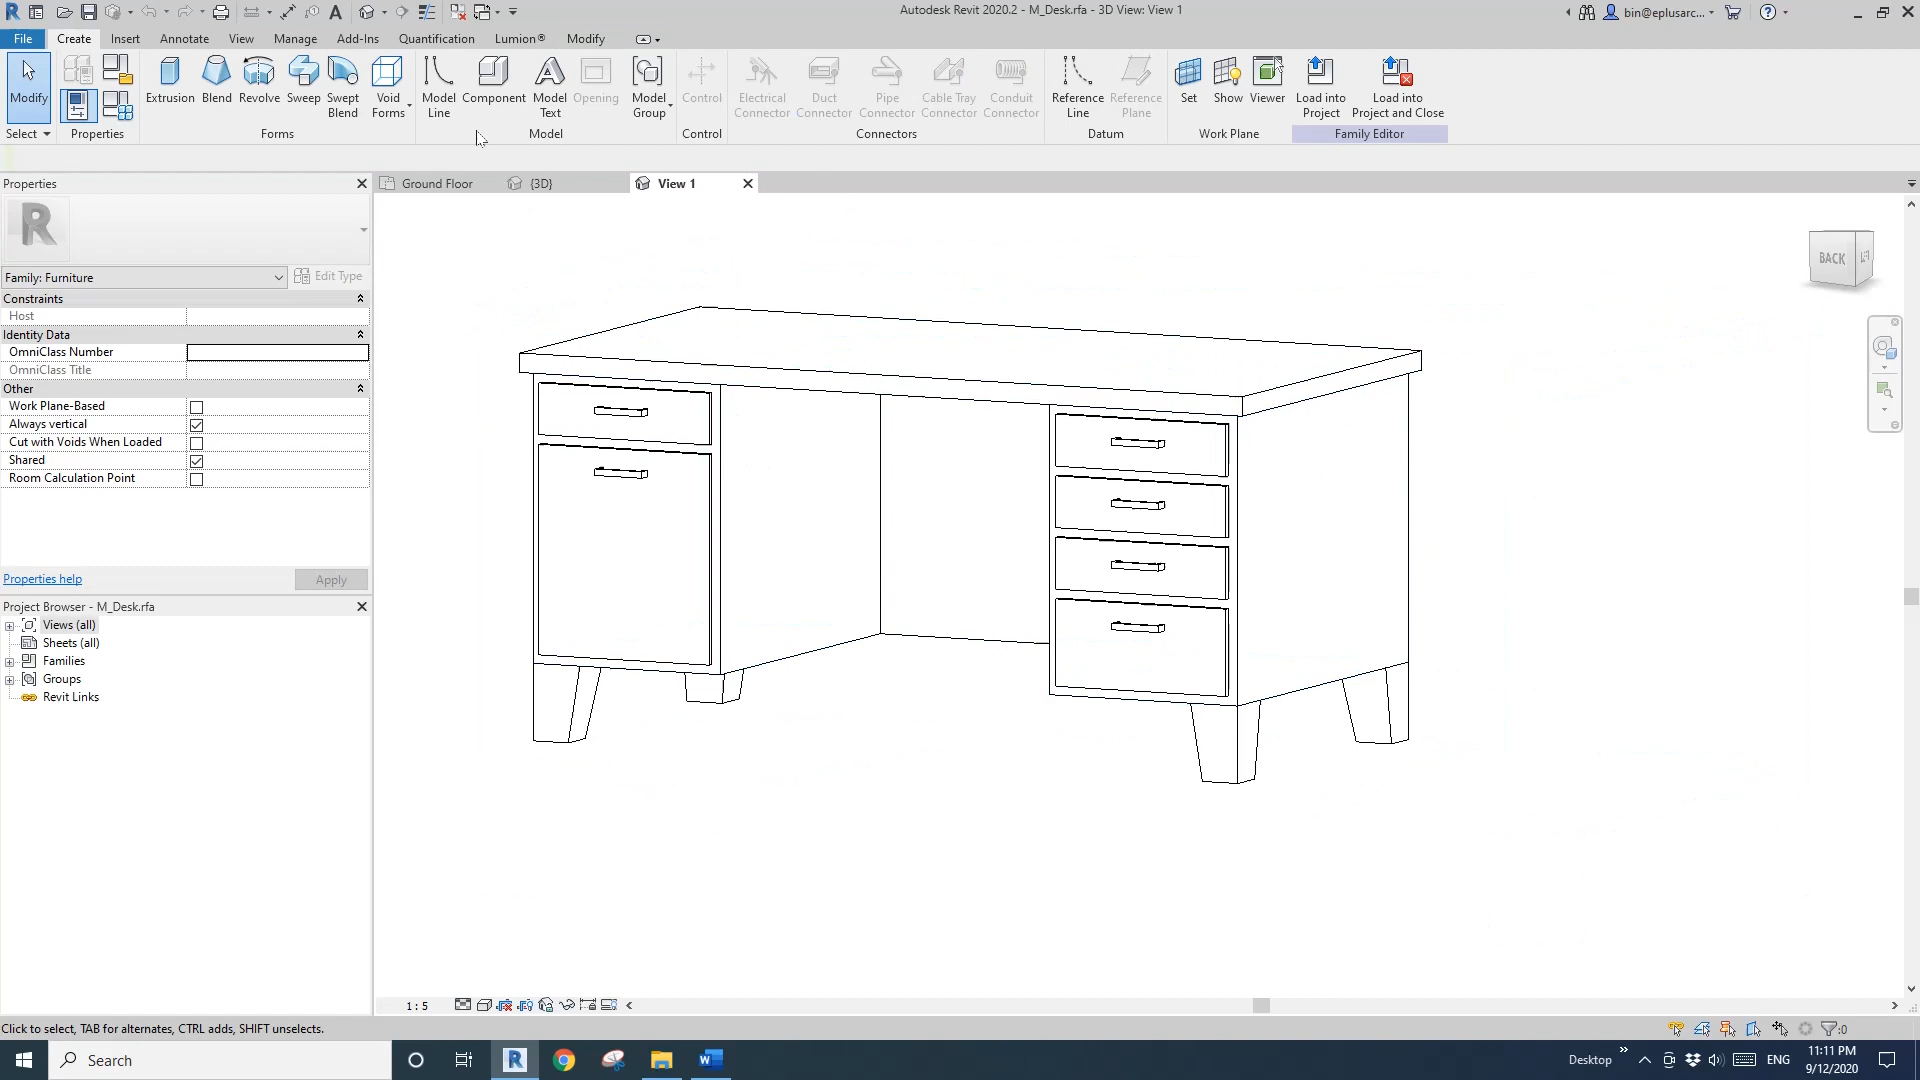 Autodesk Revit 2020.2 - M_Desk.rfa - 3D View: View 1
bin@eplusarc...
File
Create
Insert
Annotate
View
Manage
Add-Ins
Quantification
Lumion®
Modify
Modify
Extrusion
Blend
Revolve
Sweep
Swept
Blend
Void
Forms
Model
Line
Component
Model
Text
Opening
Model
Group
Control
Electrical
Connector
Duct
Connector
Pipe
Connector
Cable Tray
Connector
Conduit
Connector
Reference
Line
Reference
Plane
Set
Show
Viewer
Load into
Project
Load into
Project and Close
Select
Properties
Forms
Model
Control
Connectors
Datum
Work Plane
Family Editor
Properties
Ground Floor
{3D}
View 1
R
Family: Furniture
Edit Type
Constraints
Host
Identity Data
OmniClass Number
OmniClass Title
Other
Work Plane-Based
Always vertical
Cut with Voids When Loaded
Shared
Room Calculation Point
Properties help
Apply
Project Browser - M_Desk.rfa
Views (all)
Sheets (all)
Families
Groups
Revit Links
BACK
1 : 5
Click to select, TAB for alternates, CTRL adds, SHIFT unselects.
:0
Search
Desktop
ENG
11:11 PM
9/12/2020